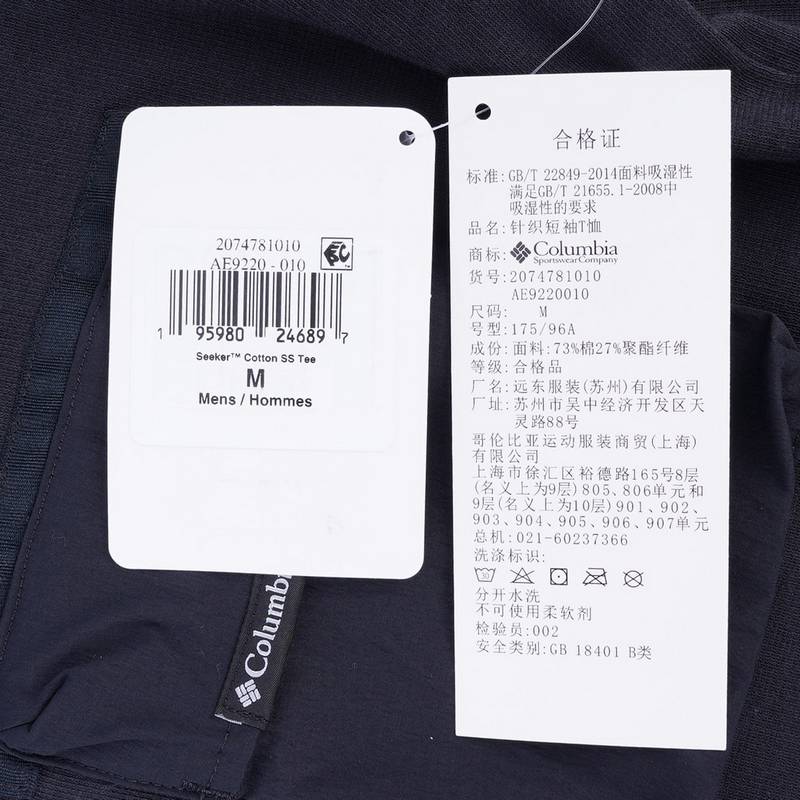 2074781010
AE9220 - 010
1 95980 24689 7
Seeker™ Cotton SS Tee
M
Mens / Hommes
Columbia
合格证
标准:GB/T 22849-2014面料吸湿性
满足GB/T 21655.1-2008中
吸湿性的要求
品名:针织短袖T恤
商标:Columbia
Sportswear Company
货号:2074781010
AE9220010
尺码: M
号型:175/96A
成份:面料:73%棉27%聚酯纤维
等级:合格品
厂名:远东服装(苏州)有限公司
厂址:苏州市吴中经济开发区天
灵路88号
哥伦比亚运动服装商贸(上海)
有限公司
上海市徐汇区裕德路165号8层
(名义上为9层)805、806单元和
9层(名义上为10层)901、902、
903、904、905、906、907单元
总机:021-60237366
洗涤标识:
30
分开水洗
不可使用柔软剂
检验员:002
安全类别:GB 18401 B类